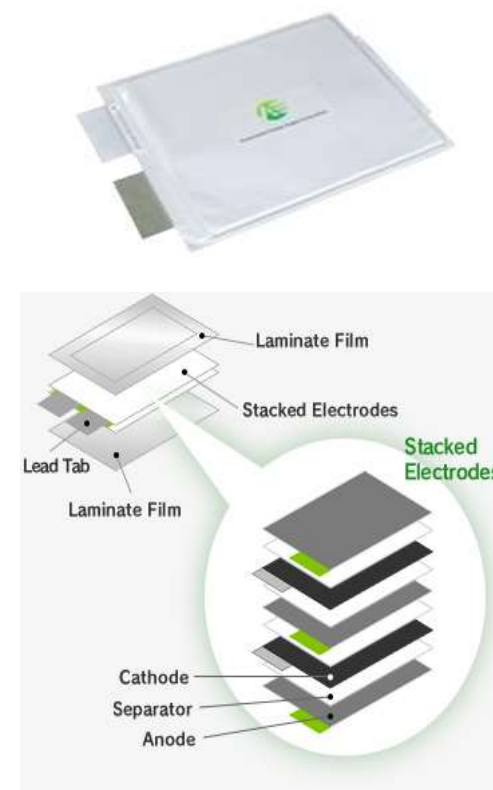 Laminate Film
Stacked Electrodes
Lead Tab
Laminate Film
Stacked
Electrodes
Cathode
Separator
Anode